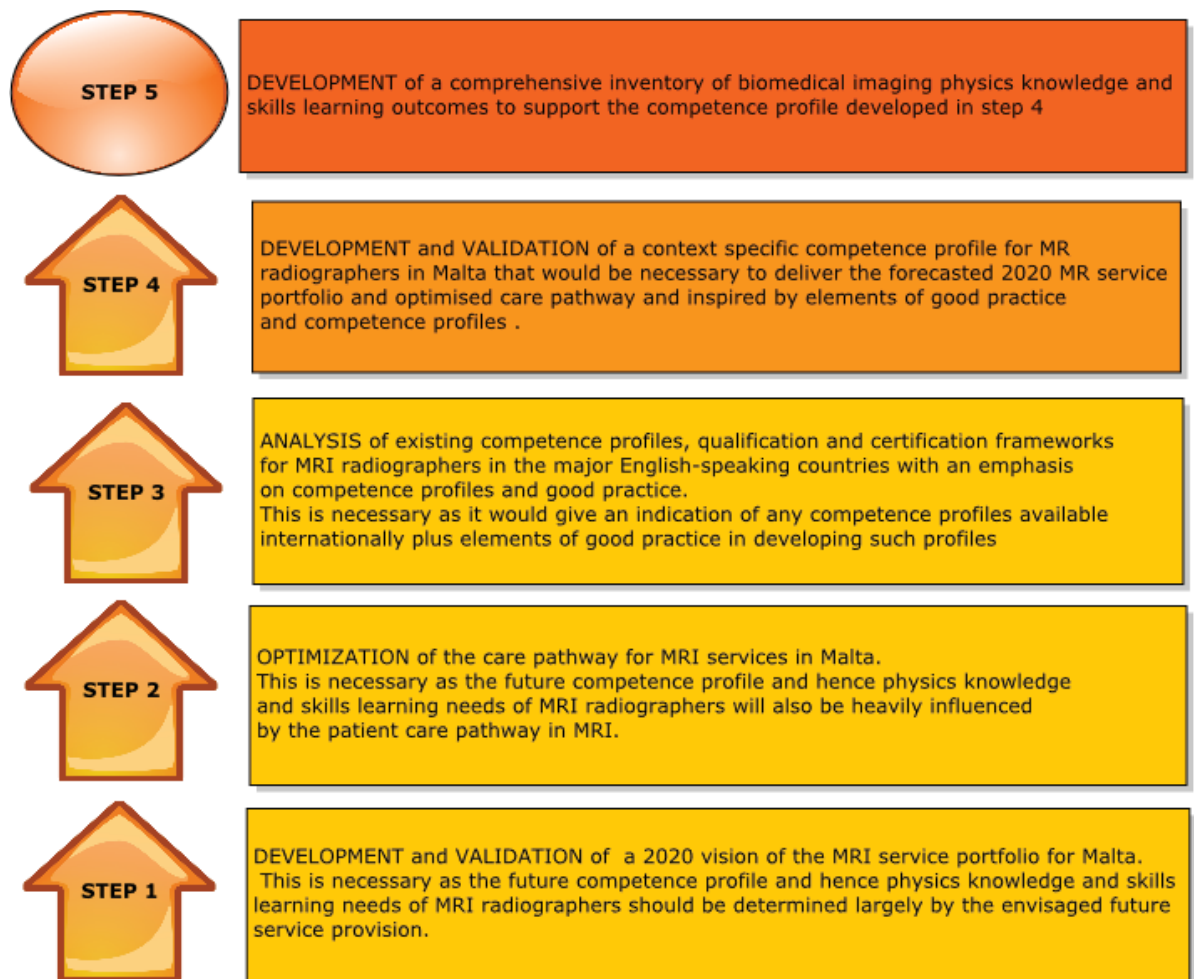 STEP 5
DEVELOPMENT of a comprehensive inventory of biomedical imaging physics knowledge and
skills learning outcomes to support the competence profile developed in step 4
STEP 4
DEVELOPMENT and VALIDATION of a context specific competence profile for MR
radiographers in Malta that would be necessary to deliver the forecasted 2020 MR service
portfolio and optimised care pathway and inspired by elements of good practice
and competence profiles .
STEP 3
ANALYSIS of existing competence profiles, qualification and certification frameworks
for MRI radiographers in the major English-speaking countries with an emphasis
on competence profiles and good practice.
This is necessary as it would give an indication of any competence profiles available
internationally plus elements of good practice in developing such profiles
STEP 2
OPTIMIZATION of the care pathway for MRI services in Malta.
This is necessary as the future competence profile and hence physics knowledge
and skills learning needs of MRI radiographers will also be heavily influenced
by the patient care pathway in MRI.
STEP 1
DEVELOPMENT and VALIDATION of  a 2020 vision of the MRI service portfolio for Malta.
This is necessary as the future competence profile and hence physics knowledge and skills
learning needs of MRI radiographers should be determined largely by the envisaged future
service provision.